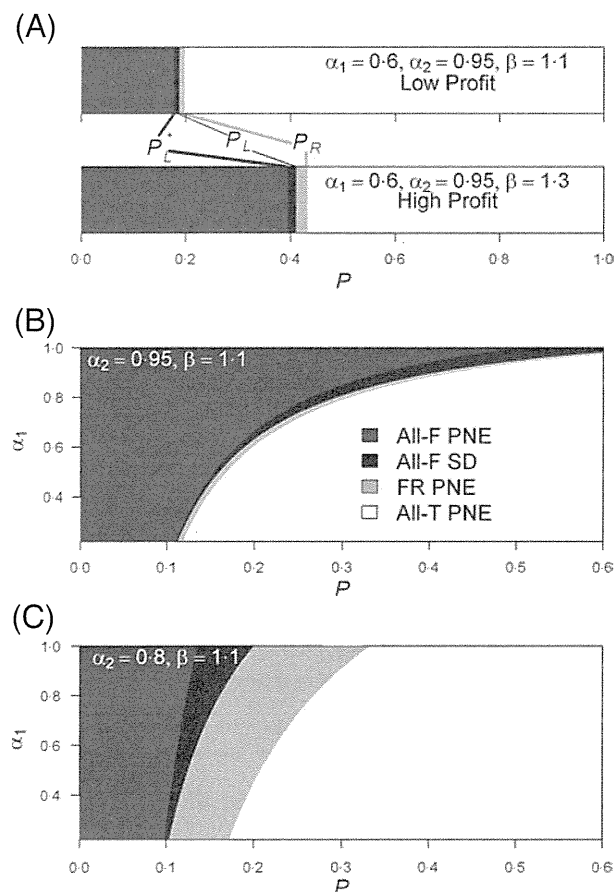 (A)
α₁ = 0·6, α₂ = 0·95, β = 1·1
Low Profit
P*L PL PR
α₁ = 0·6, α₂ = 0·95, β = 1·3
High Profit
0·0 0·2 0·4 0·6 0·8 1·0
P
(B)
α₂ = 0·95, β = 1·1
1·0
0·8
0·6
0·4
α₁
All-F PNE
All-F SD
FR PNE
All-T PNE
0·0 0·1 0·2 0·3 0·4 0·5 0·6
P
(C)
α₂ = 0·8, β = 1·1
1·0
0·8
0·6
0·4
α₁
0·0 0·1 0·2 0·3 0·4 0·5 0·6
P